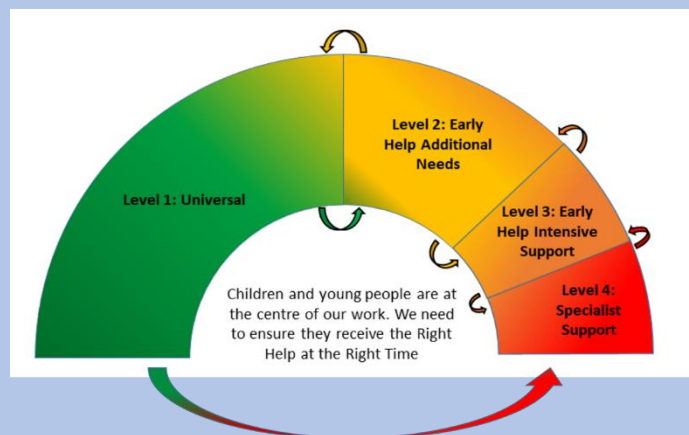 Level 1: Universal
Level 2: Early
Help Additional
Needs
Level 3: Early
Help Intensive
Support
Level 4:
Specialist
Support
Children and young people are at
the centre of our work. We need
to ensure they receive the Right
Help at the Right Time